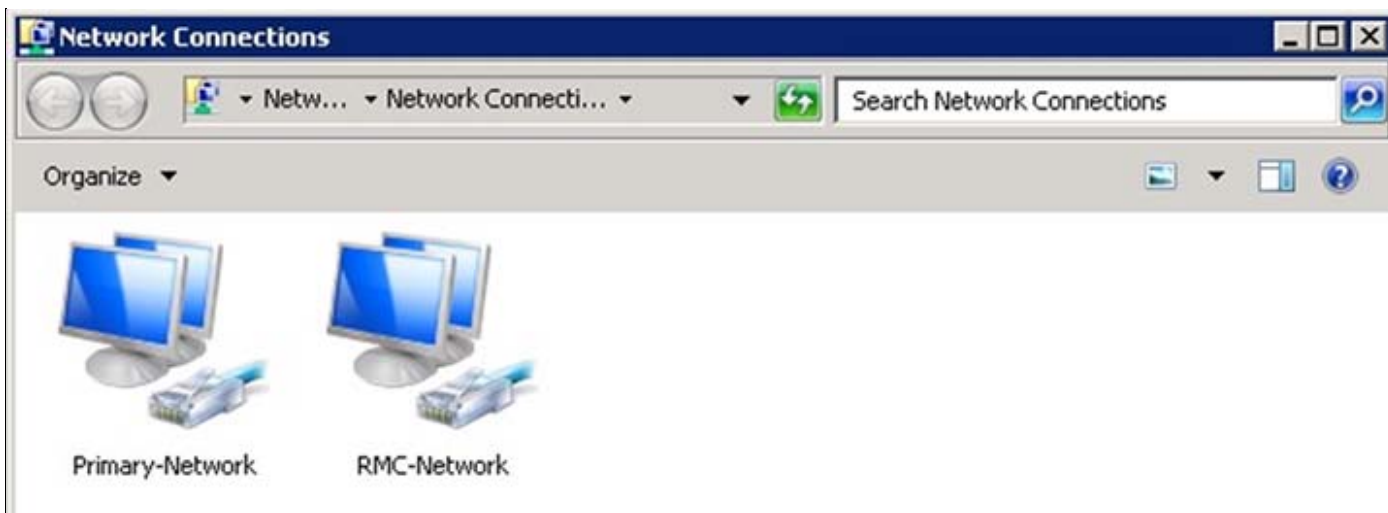 Network Connections
Netw... Network Connecti... Search Network Connections
Organize
Primary-Network RMC-Network